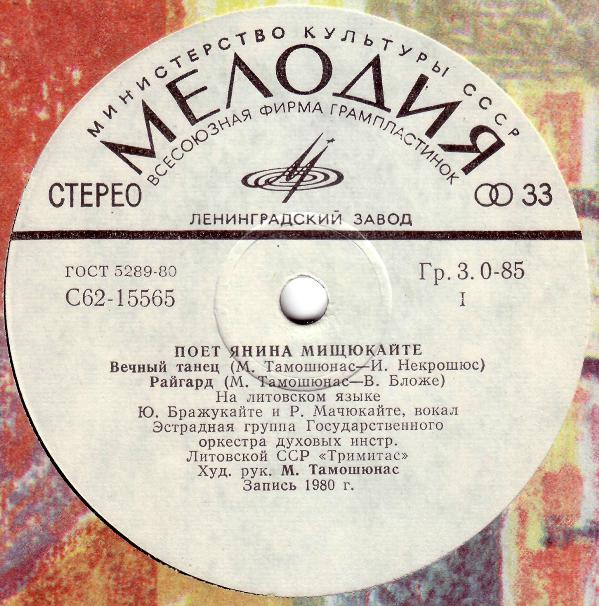 МИНИСТЕРСТВО КУЛЬТУРЫ СССР
МЕЛОДИЯ
ВСЕСОЮЗНАЯ ФИРМА ГРАМПЛАСТИНОК
СТЕРЕО
33
ЛЕНИНГРАДСКИЙ ЗАВОД
ГОСТ 5289-80
Гр. 3. 0-85
С62-15565
I
ПОЕТ ЯНИНА МИЩЮКАЙТЕ
Вечный танец (М. Тамошюнас—И. Некрошюс)
Райгард (М. Тамошюнас—В. Бложе)
На литовском языке
Ю. Бражукайте и Р. Мачюкайте, вокал
Эстрадная группа Государственного
оркестра духовых инстр.
Литовской ССР «Тримитас»
Худ. рук. М. Тамошюнас
Запись 1980 г.